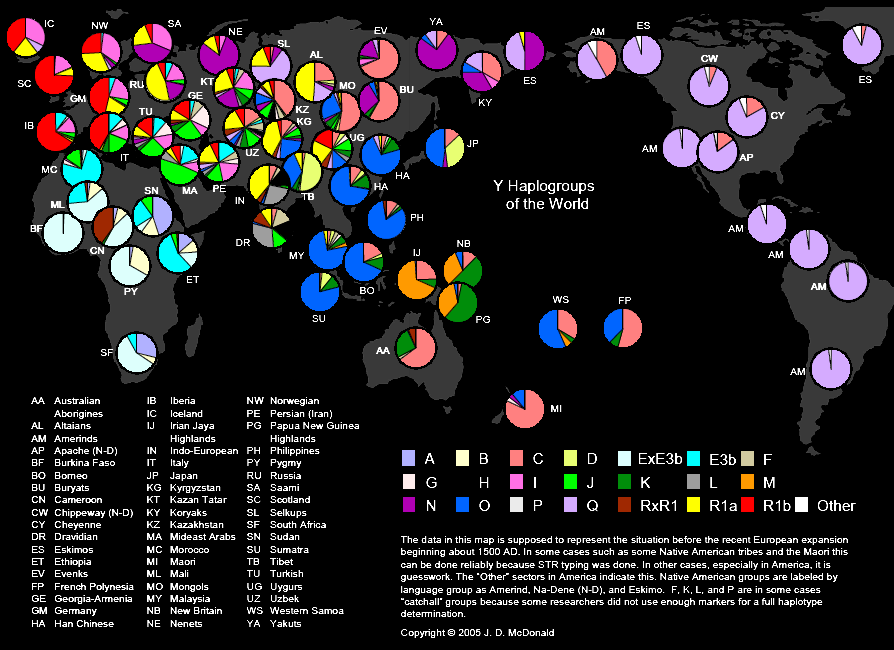 IC
NW
SA
NE
SL
EV
YA
AM
ES
SC
AL
CW
ES
ES
GM
RU
KT
MO
BU
KY
CY
GE
KZ
IB
TU
KG
UG
JP
AM
AP
IT
UZ
HA
MC
MA
PE
IN
TB
HA
Y Haplogroups
of the World
ML
SN
BF
CN
DR
PH
AM
ET
MY
IJ
NB
AM
PY
BO
AM
SU
PG
WS
FP
SF
AA
AM
MI
AA Australian IB Iberia NW Norwegian
Aborigines IC Iceland PE Persian (Iran)
AL Altaians IJ Irian Jaya PG Papua New Guinea
AM Amerinds Highlands Highlands
AP Apache (N-D) IN Indo-European PH Philippines
BF Burkina Faso IT Italy PY Pygmy
BO Borneo JP Japan RU Russia
BU Buryats KG Kyrgyzstan SA Saami
CN Cameroon KT Kazan Tatar SC Scotland
CW Chippeway (N-D) KY Koryaks SL Selkups
CY Cheyenne KZ Kazakhstan SF South Africa
DR Dravidian MA Mideast Arabs SN Sudan
ES Eskimos MC Morocco SU Sumatra
ET Ethiopia MI Maori TB Tibet
EV Evenks ML Mali TU Turkish
FP French Polynesia MO Mongols UG Uygurs
GE Georgia-Armenia MY Malaysia UZ Uzbek
GM Germany NB New Britain WS Western Samoa
HA Han Chinese NE Nenets YA Yakuts
A B C D ExE3b E3b F
G H I J K L M
N O P Q RxR1 R1a R1b Other
The data in this map is supposed to represent the situation before the recent European expansion
beginning about 1500 AD. In some cases such as some Native American tribes and the Maori this
can be done reliably because STR typing was done. In other cases, especially in America, it is
guesswork. The "Other" sectors in America indicate this. Native American groups are labeled by
language group as Amerind, Na-Dene (N-D), and Eskimo. F, K, L, and P are in some cases
"catchall" groups because some researchers did not use enough markers for a full haplotype
determination.
Copyright © 2005 J. D. McDonald